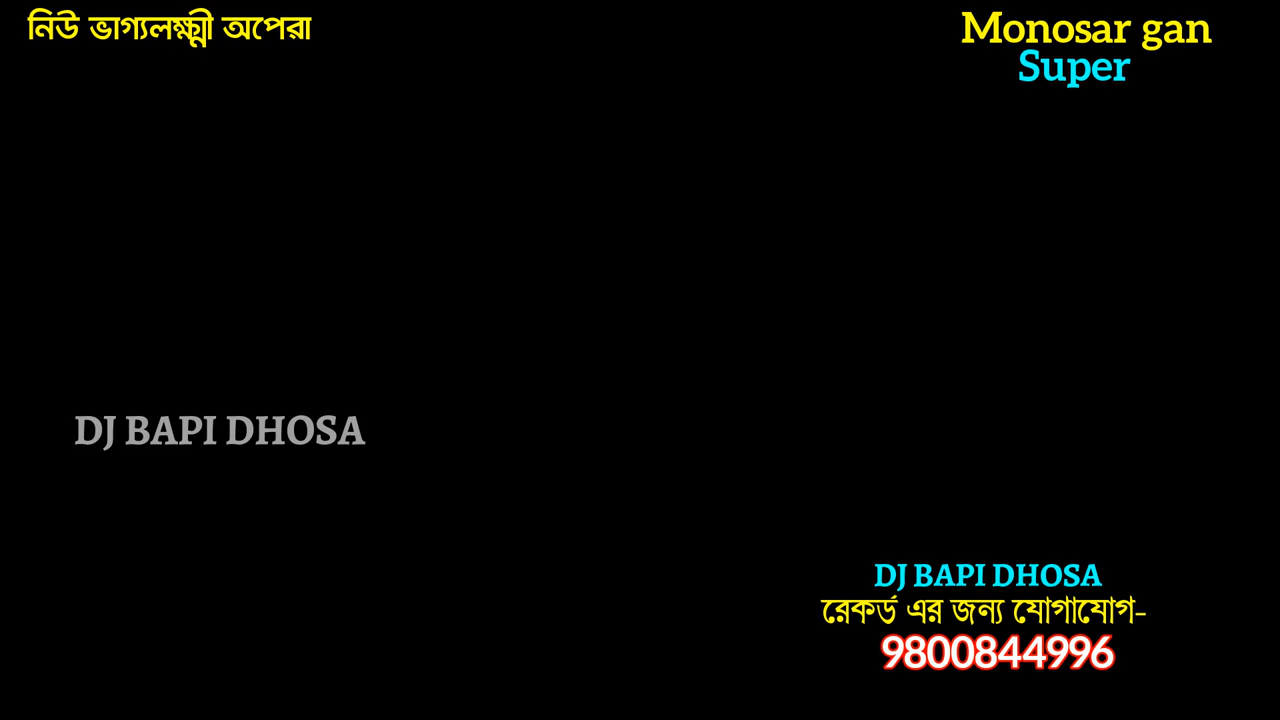 নিউ ভাগ্যলক্ষ্মী অপেরা
Monosar gan
Super
DJ BAPI DHOSA
DJ BAPI DHOSA
রেকর্ড এর জন্য যোগাযোগ-
9800844996